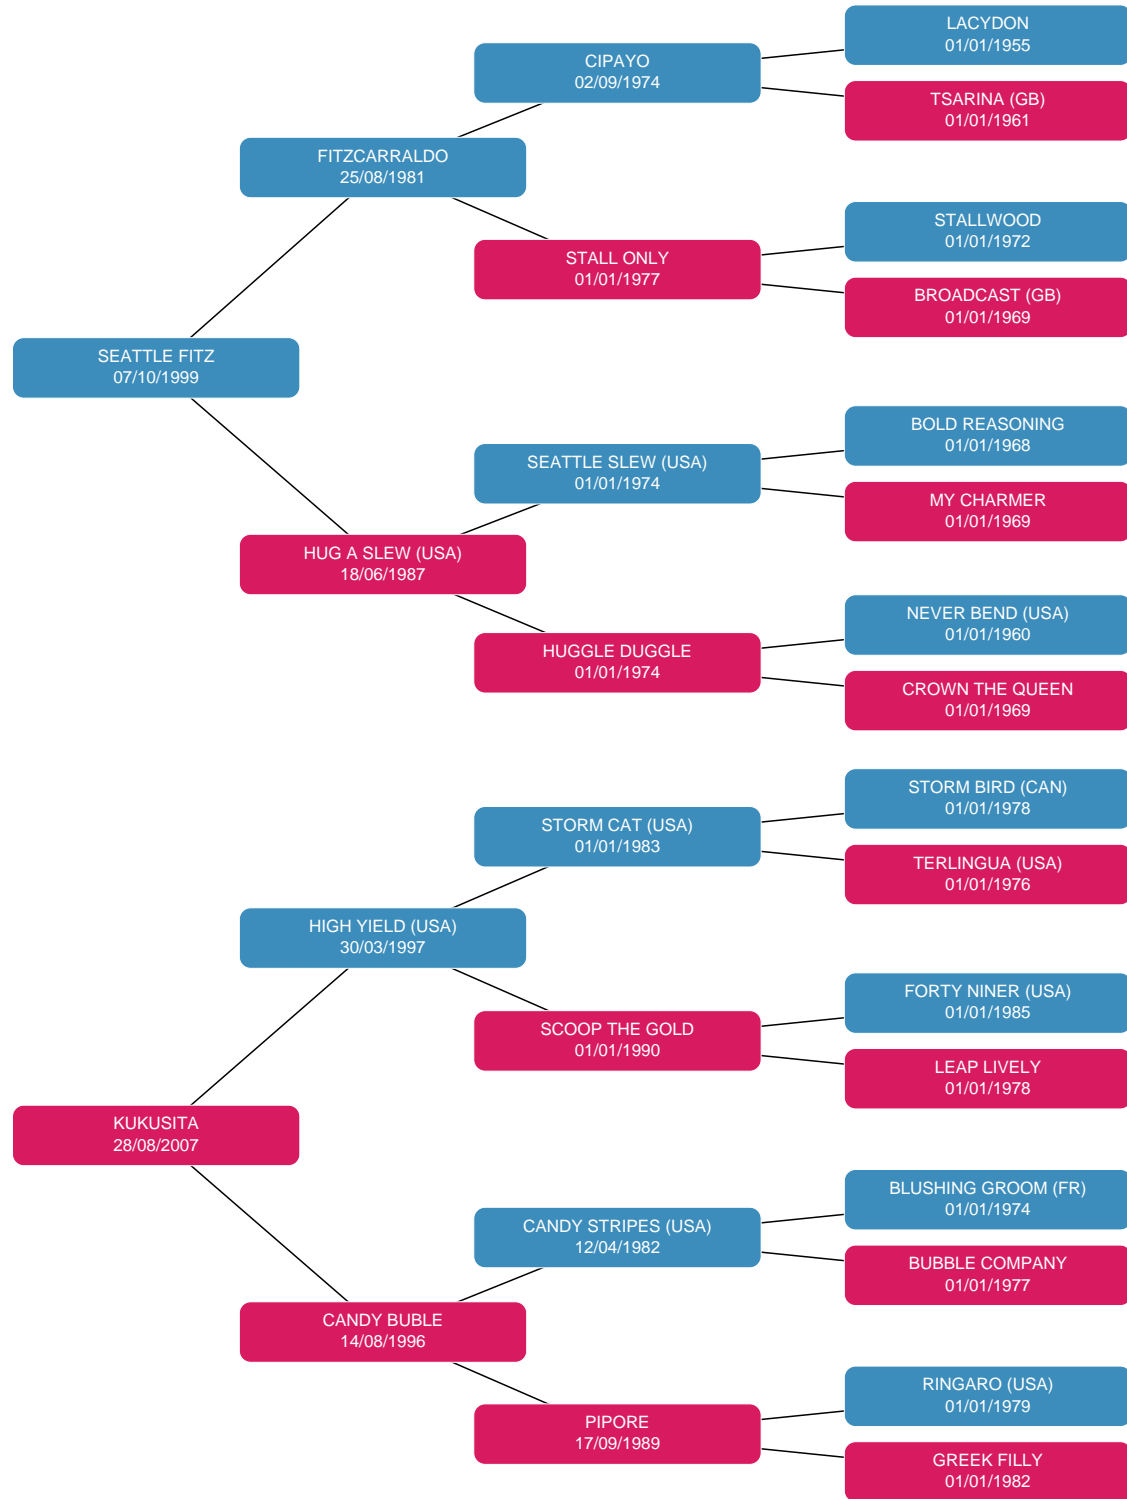 LACYDON
01/01/1955
CIPAYO
02/09/1974
TSARINA (GB)
01/01/1961
FITZCARRALDO
25/08/1981
STALLWOOD
01/01/1972
STALL ONLY
01/01/1977
BROADCAST (GB)
01/01/1969
SEATTLE FITZ
07/10/1999
BOLD REASONING
01/01/1968
SEATTLE SLEW (USA)
01/01/1974
MY CHARMER
01/01/1969
HUG A SLEW (USA)
18/06/1987
NEVER BEND (USA)
01/01/1960
HUGGLE DUGGLE
01/01/1974
CROWN THE QUEEN
01/01/1969
STORM BIRD (CAN)
01/01/1978
STORM CAT (USA)
01/01/1983
TERLINGUA (USA)
01/01/1976
HIGH YIELD (USA)
30/03/1997
FORTY NINER (USA)
01/01/1985
SCOOP THE GOLD
01/01/1990
LEAP LIVELY
01/01/1978
KUKUSITA
28/08/2007
BLUSHING GROOM (FR)
01/01/1974
CANDY STRIPES (USA)
12/04/1982
BUBBLE COMPANY
01/01/1977
CANDY BUBLE
14/08/1996
RINGARO (USA)
01/01/1979
PIPORE
17/09/1989
GREEK FILLY
01/01/1982